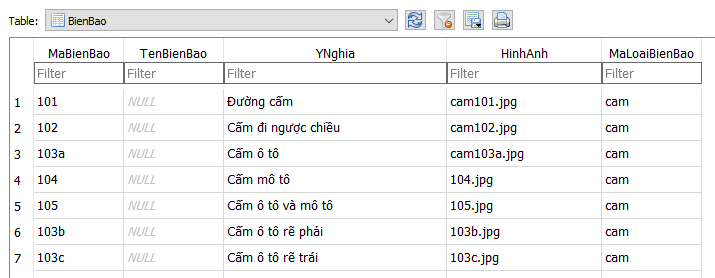 Table: BienBao
MaBienBao TenBienBao YNghia HinhAnh MaLoaiBienBao
Filter Filter Filter Filter Filter
1 101 NULL Đường cấm cam101.jpg cam
2 102 NULL Cấm đi ngược chiều cam102.jpg cam
3 103a NULL Cấm ô tô cam103a.jpg cam
4 104 NULL Cấm mô tô 104.jpg cam
5 105 NULL Cấm ô tô và mô tô 105.jpg cam
6 103b NULL Cấm ô tô rẽ phải 103b.jpg cam
7 103c NULL Cấm ô tô rẽ trái 103c.jpg cam